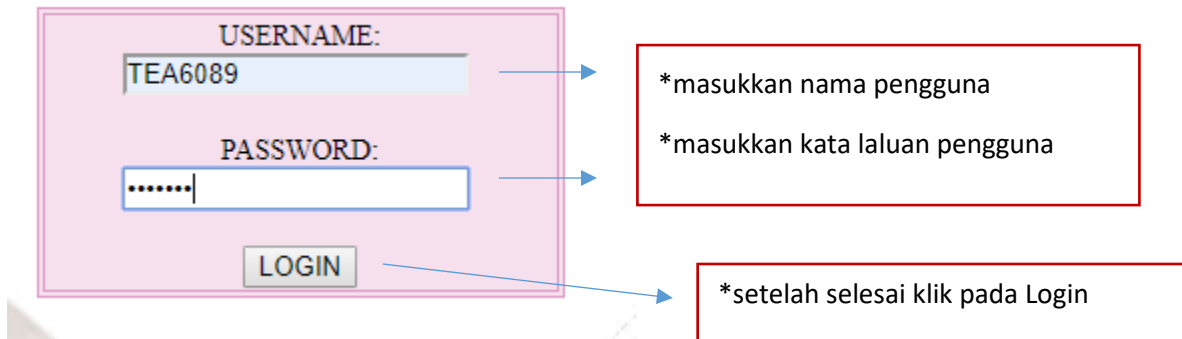 USERNAME:
TEA6089
PASSWORD:
•••••••
LOGIN
*masukkan nama pengguna
*masukkan kata laluan pengguna
*setelah selesai klik pada Login